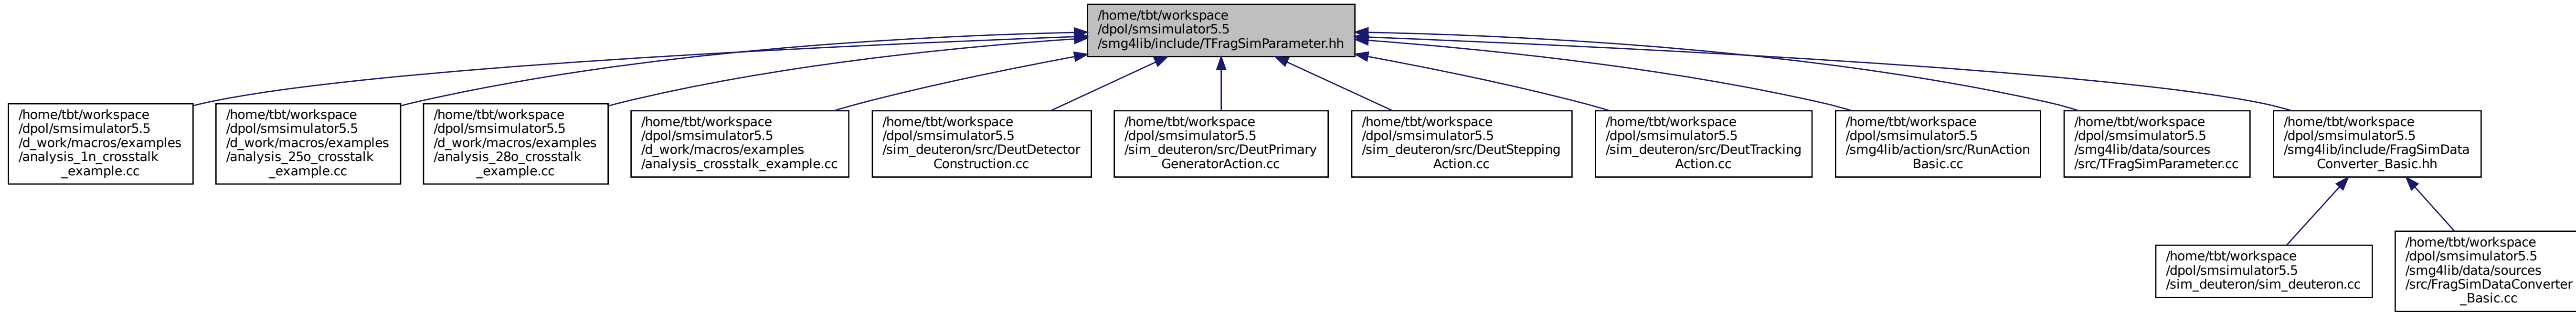 /home/tbt/workspace
/dpol/smsimulator5.5
/smg4lib/include/TFragSimParameter.hh
/home/tbt/workspace
/dpol/smsimulator5.5
/d_work/macros/examples
/analysis_1n_crosstalk
_example.cc
/home/tbt/workspace
/dpol/smsimulator5.5
/d_work/macros/examples
/analysis_25o_crosstalk
_example.cc
/home/tbt/workspace
/dpol/smsimulator5.5
/d_work/macros/examples
/analysis_28o_crosstalk
_example.cc
/home/tbt/workspace
/dpol/smsimulator5.5
/d_work/macros/examples
/analysis_crosstalk_example.cc
/home/tbt/workspace
/dpol/smsimulator5.5
/sim_deuteron/src/DeutDetector
Construction.cc
/home/tbt/workspace
/dpol/smsimulator5.5
/sim_deuteron/src/DeutPrimary
GeneratorAction.cc
/home/tbt/workspace
/dpol/smsimulator5.5
/sim_deuteron/src/DeutStepping
Action.cc
/home/tbt/workspace
/dpol/smsimulator5.5
/sim_deuteron/src/DeutTracking
Action.cc
/home/tbt/workspace
/dpol/smsimulator5.5
/smg4lib/action/src/RunAction
Basic.cc
/home/tbt/workspace
/dpol/smsimulator5.5
/smg4lib/data/sources
/src/TFragSimParameter.cc
/home/tbt/workspace
/dpol/smsimulator5.5
/smg4lib/include/FragSimData
Converter_Basic.hh
/home/tbt/workspace
/dpol/smsimulator5.5
/sim_deuteron/sim_deuteron.cc
/home/tbt/workspace
/dpol/smsimulator5.5
/smg4lib/data/sources
/src/FragSimDataConverter
_Basic.cc